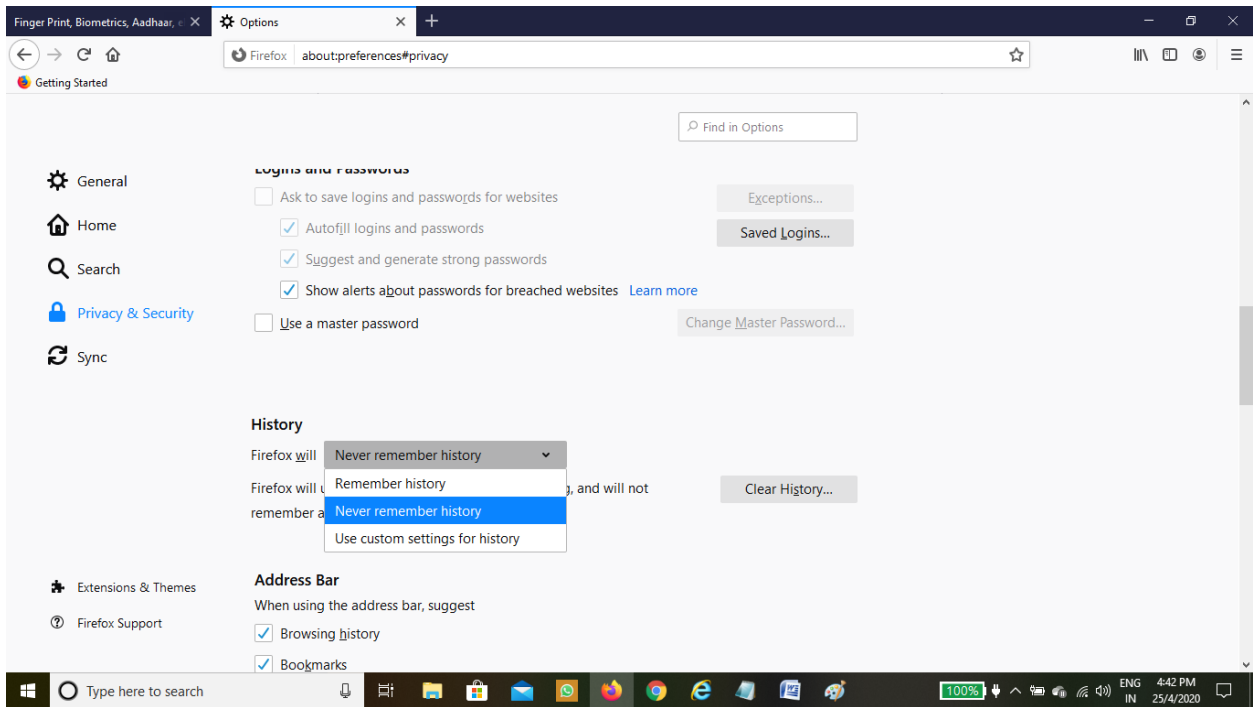 Finger Print, Biometrics, Aadhaar, e
Options
Firefox about:preferences#privacy
Getting Started
Find in Options
General
Home
Search
Privacy & Security
Sync
Extensions & Themes
Firefox Support
Logins and Passwords
Ask to save logins and passwords for websites
Exceptions...
Autofill logins and passwords
Saved Logins...
Suggest and generate strong passwords
Show alerts about passwords for breached websites Learn more
Use a master password
Change Master Password...
History
Firefox will Never remember history
Remember history
Firefox will
, and will not
Clear History...
Never remember history
remember a
Use custom settings for history
Address Bar
When using the address bar, suggest
Browsing history
Bookmarks
Type here to search
100%
ENG
IN
4:42 PM
25/4/2020